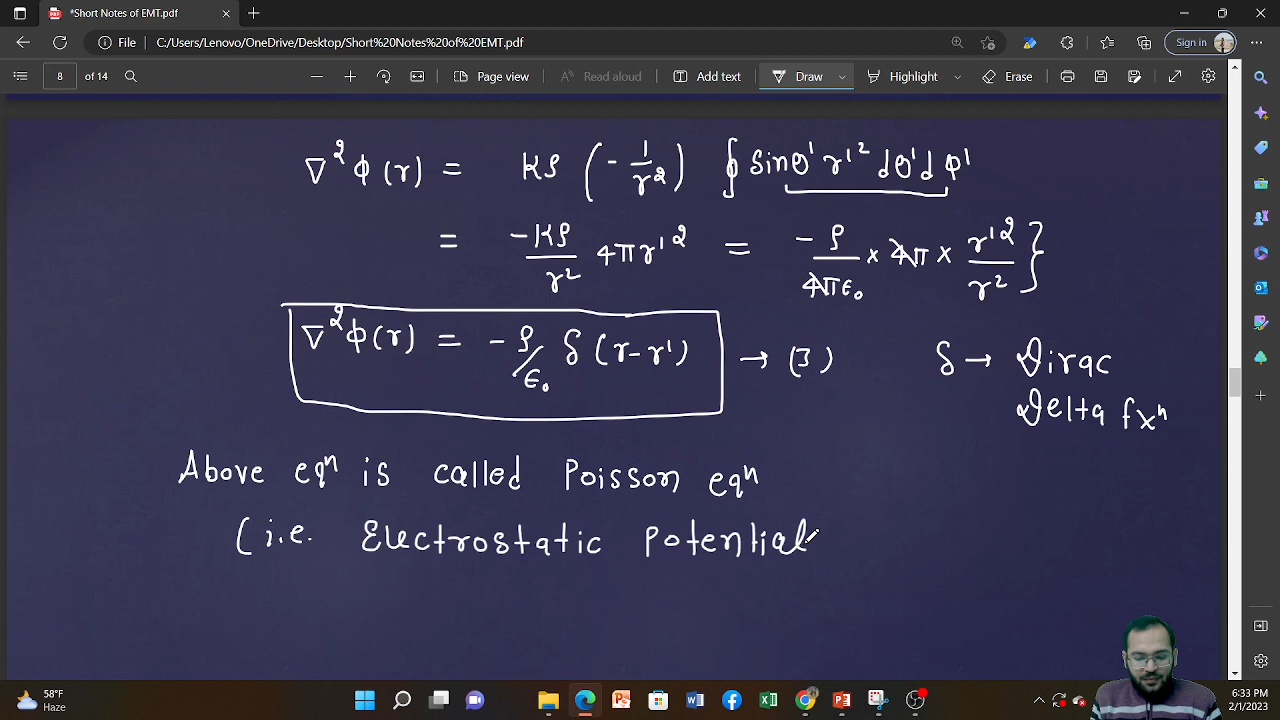 *Short Notes of EMT.pdf
File C:/Users/Lenovo/OneDrive/Desktop/Short%20Notes%20of%20EMT.pdf Sign in
8 of 14 Page view Read aloud Add text Draw Highlight Erase
∇²φ(r) = Kρ (-1/r²) ∮ Sinθ' r'² dθ'dφ'
= -Kρ/r² 4πr'² = -ρ/4πε₀ × 4π × r'²/r² }
∇²φ(r) = -ρ/ε₀ δ(r-r') → (3)
δ → Dirac
Delta fxⁿ
Above eqⁿ is called Poisson eqⁿ
(i.e. Electrostatic Potential
58°F
Haze
6:33 PM
2/1/2023